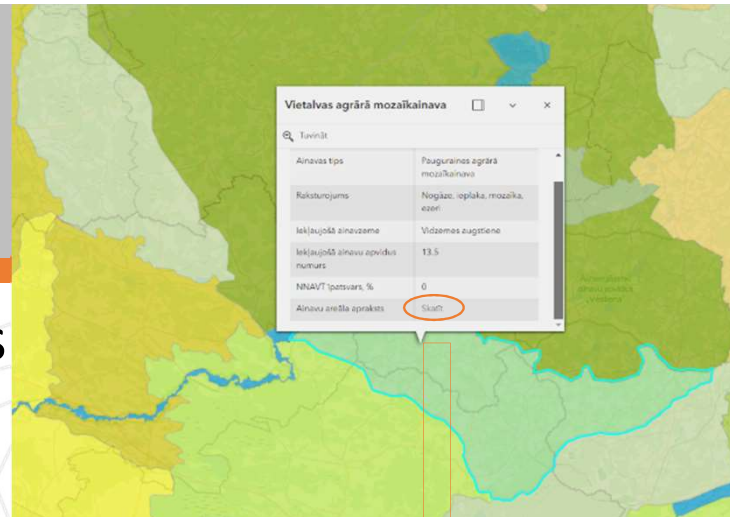 Vietalvas agrārā mozaīkainava
Tuvināt
Ainavas tips
Pauguraines agrārā
mozaīkainava
Raksturojums
Nogāze, ieplaka, mozaīka,
ezeri
Iekļaujošā ainavzeme
Vidzemes augstiene
Iekļaujošā ainavu apvidus
numurs
13.5
NNAVT īpatsvars, %
0
Ainavu areāla apraksts
Skatīt
s